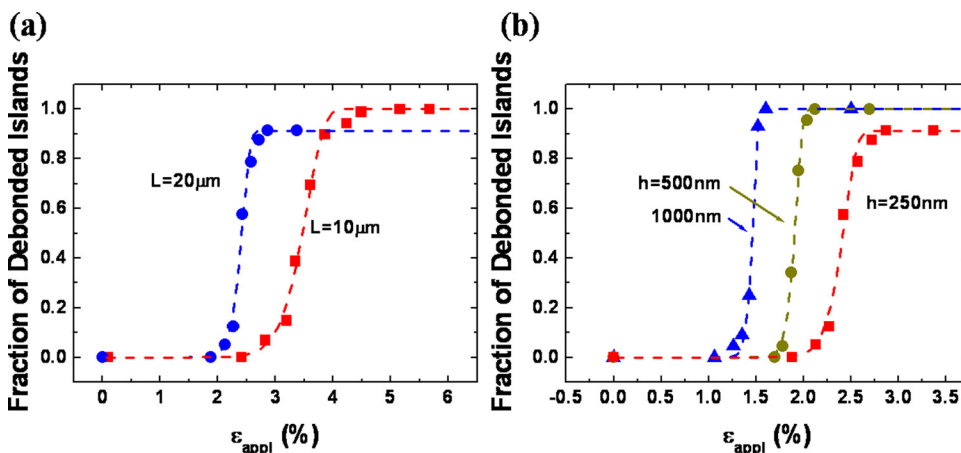 (a)
Fraction of Debonded Islands
1.0
0.8
0.6
0.4
0.2
0.0
L=20μm
L=10μm
0 1 2 3 4 5 6
ε_appl (%)
(b)
Fraction of Debonded Islands
1.0
0.8
0.6
0.4
0.2
0.0
h=500nm
1000nm
h=250nm
-0.5 0.0 0.5 1.0 1.5 2.0 2.5 3.0 3.5
ε_appl (%)